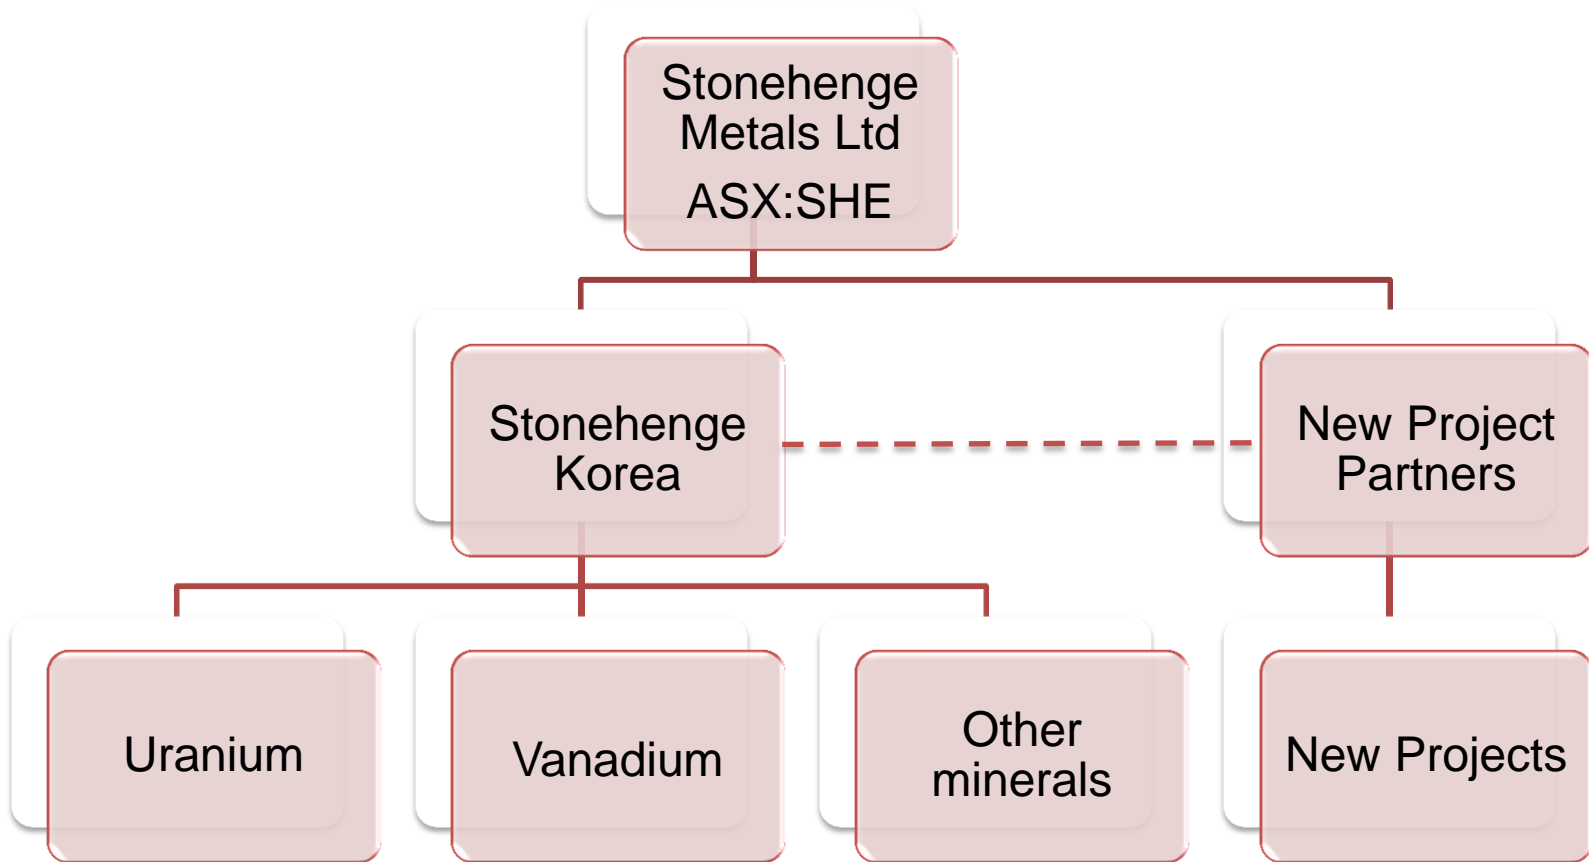 Stonehenge
Metals Ltd
ASX:SHE
Stonehenge
Korea
New Project
Partners
Uranium
Vanadium
Other
minerals
New Projects